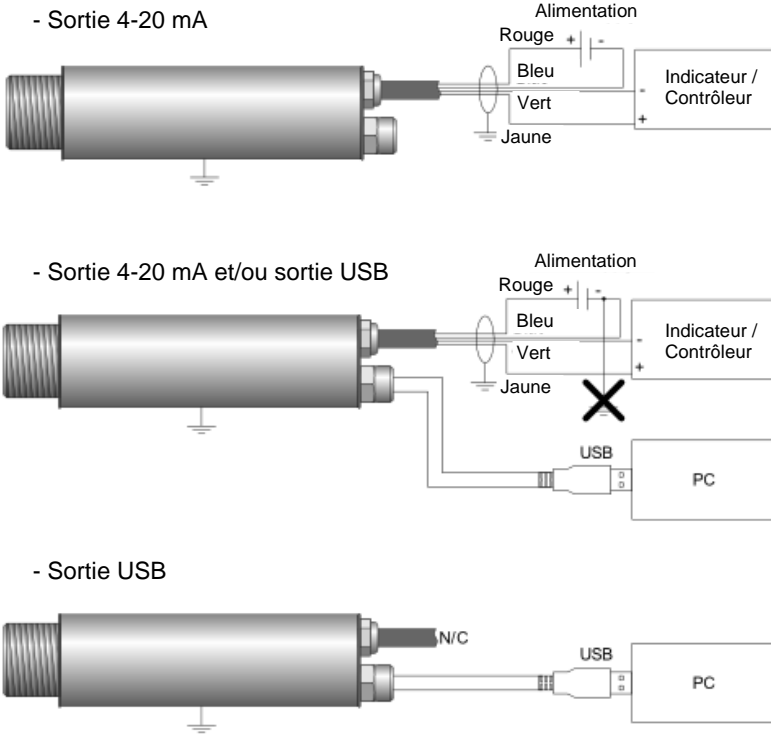 - Sortie 4-20 mA
Alimentation
Rouge + -
Bleu
Vert
Jaune
-
+
Indicateur /
Contrôleur
- Sortie 4-20 mA et/ou sortie USB
Alimentation
Rouge + -
Bleu
Vert
Jaune
-
+
Indicateur /
Contrôleur
USB
PC
- Sortie USB
N/C
USB
PC